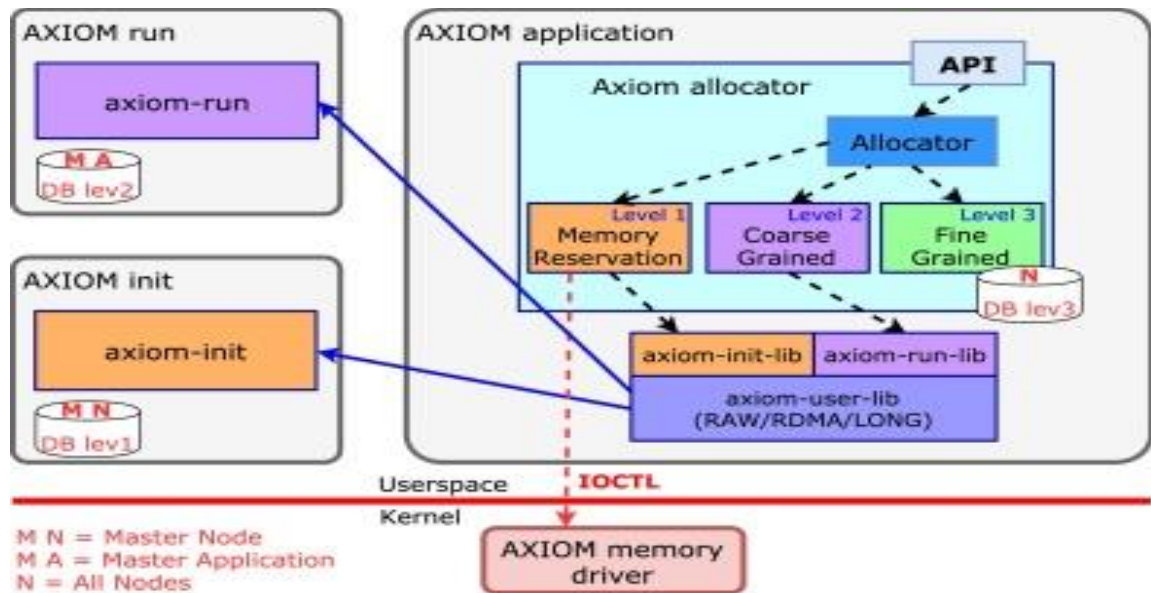 AXIOM run
axiom-run
M A
DB lev2
AXIOM init
axiom-init
M N
DB lev1
AXIOM application
API
Axiom allocator
Allocator
Level 1
Memory
Reservation
Level 2
Coarse
Grained
Level 3
Fine
Grained
N
DB lev3
axiom-init-lib
axiom-run-lib
axiom-user-lib
(RAW/RDMA/LONG)
Userspace
IOCTL
Kernel
AXIOM memory
driver
M N = Master Node
M A = Master Application
N = All Nodes